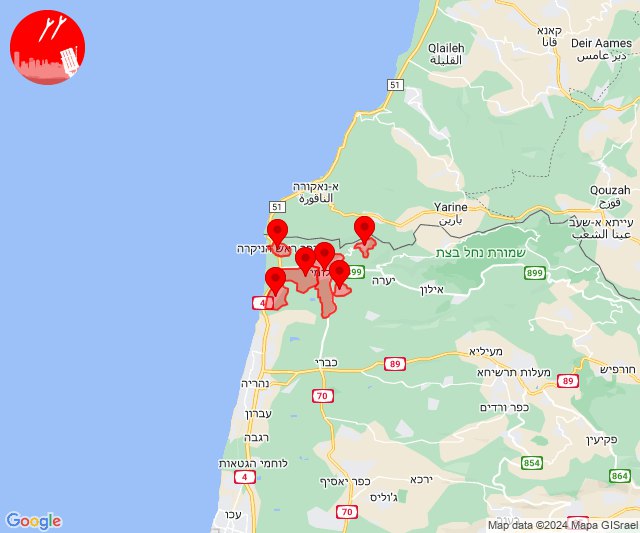 קאנא
قانا
Deir Aames
دير عامس
Qlaileh
القليلة
51
א-נאקורה
الناقورة
51
Yarine
يارين
Qouzah
قوزح
עייתא א-שעב
عيتا الشعب
ראש הניקרה
שמורת נחל בצת
899
899
יערה
אילון
4
כברי
89
מעיליא
חורפיש
מעלות תרשיחא
89
נהריה
70
כפר ורדים
עברון
רגבה
פקיעין
לוחמי הגטאות
854
864
4
ירכא
כפר יאסיף
ג'וליס
עכו
70
Google
Map data ©2024 Mapa GISrael